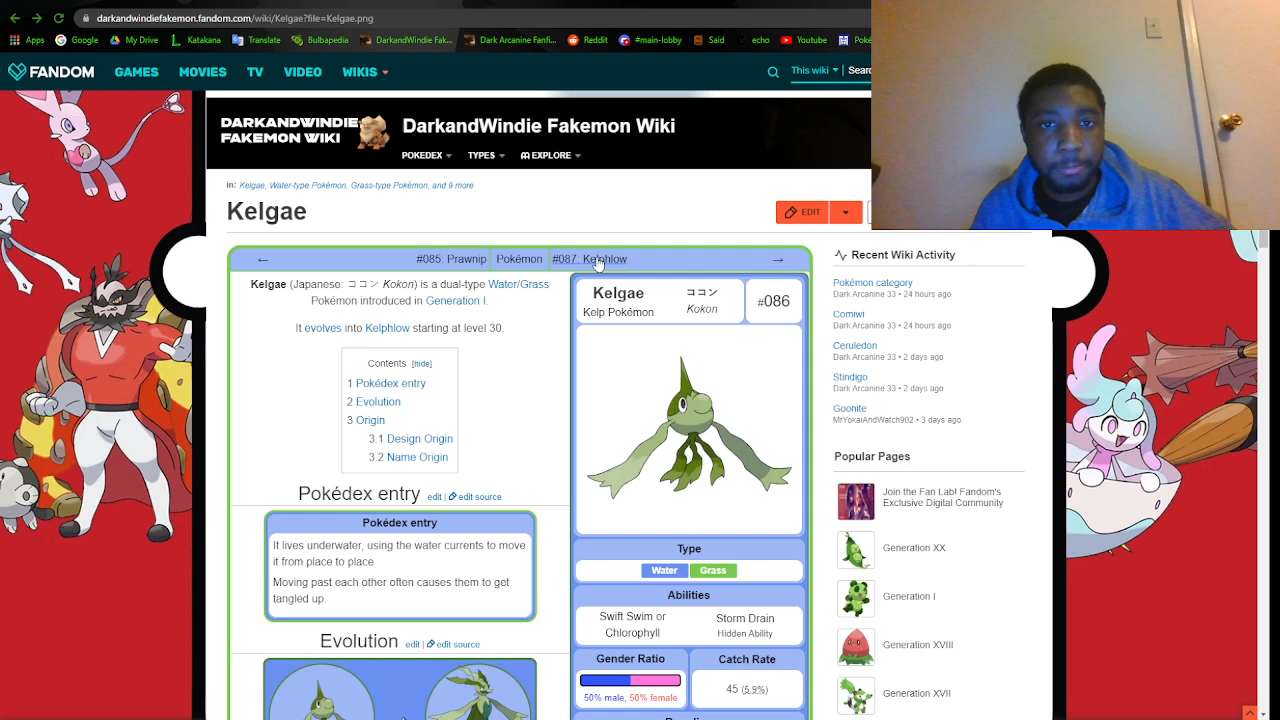 darkandwindiefanmon.fandom.com/wiki/Kelgae?file=Kelgae.png
Apps Google My Drive Katakana Substance Bulbapedia DarkandWindie Fak... Dark Arcanine Fanfi... Reddit #main-lobby Said echo Youtube Poké
FANDOM GAMES MOVIES TV VIDEO WIKIS This wiki Searc
DARKANDWINDIE
FAKEMON WIKI
DarkandWindie Fakemon Wiki
POKEDEX TYPES EXPLORE
in: Kelgae, Water-type Pokémon, Grass-type Pokémon, and 9 more
Kelgae
EDIT
← #085: Prawnip Pokémon #087. Kelphlow →
Kelgae (Japanese: ココン Kokon) is a dual-type Water/Grass
Pokémon introduced in Generation I.
It evolves into Kelphlow starting at level 30.
Contents [hide]
1 Pokédex entry
2 Evolution
3 Origin
3.1 Design Origin
3.2 Name Origin
Pokédex entry edit | edit source
Pokédex entry
It lives underwater, using the water currents to move
it from place to place
Moving past each other often causes them to get
tangled up.
Evolution edit | edit source
Kelgae ココン
Kelp Pokémon Kokon
#086
Type
Water Grass
Abilities
Swift Swim or
Chlorophyll
Storm Drain
Hidden Ability
Gender Ratio
50% male, 50% female
Catch Rate
45 (5.9%)
Recent Wiki Activity
Pokémon category
Dark Arcanine 33 • 24 hours ago
Comiwi
Dark Arcanine 33 • 24 hours ago
Ceruledon
Dark Arcanine 33 • 2 days ago
Stindigo
Dark Arcanine 33 • 2 days ago
Goonite
MrYokaiAndWatch902 • 3 days ago
Popular Pages
Join the Fan Lab! Fandom's
Exclusive Digital Community
Generation XX
Generation I
Generation XVIII
Generation XVII